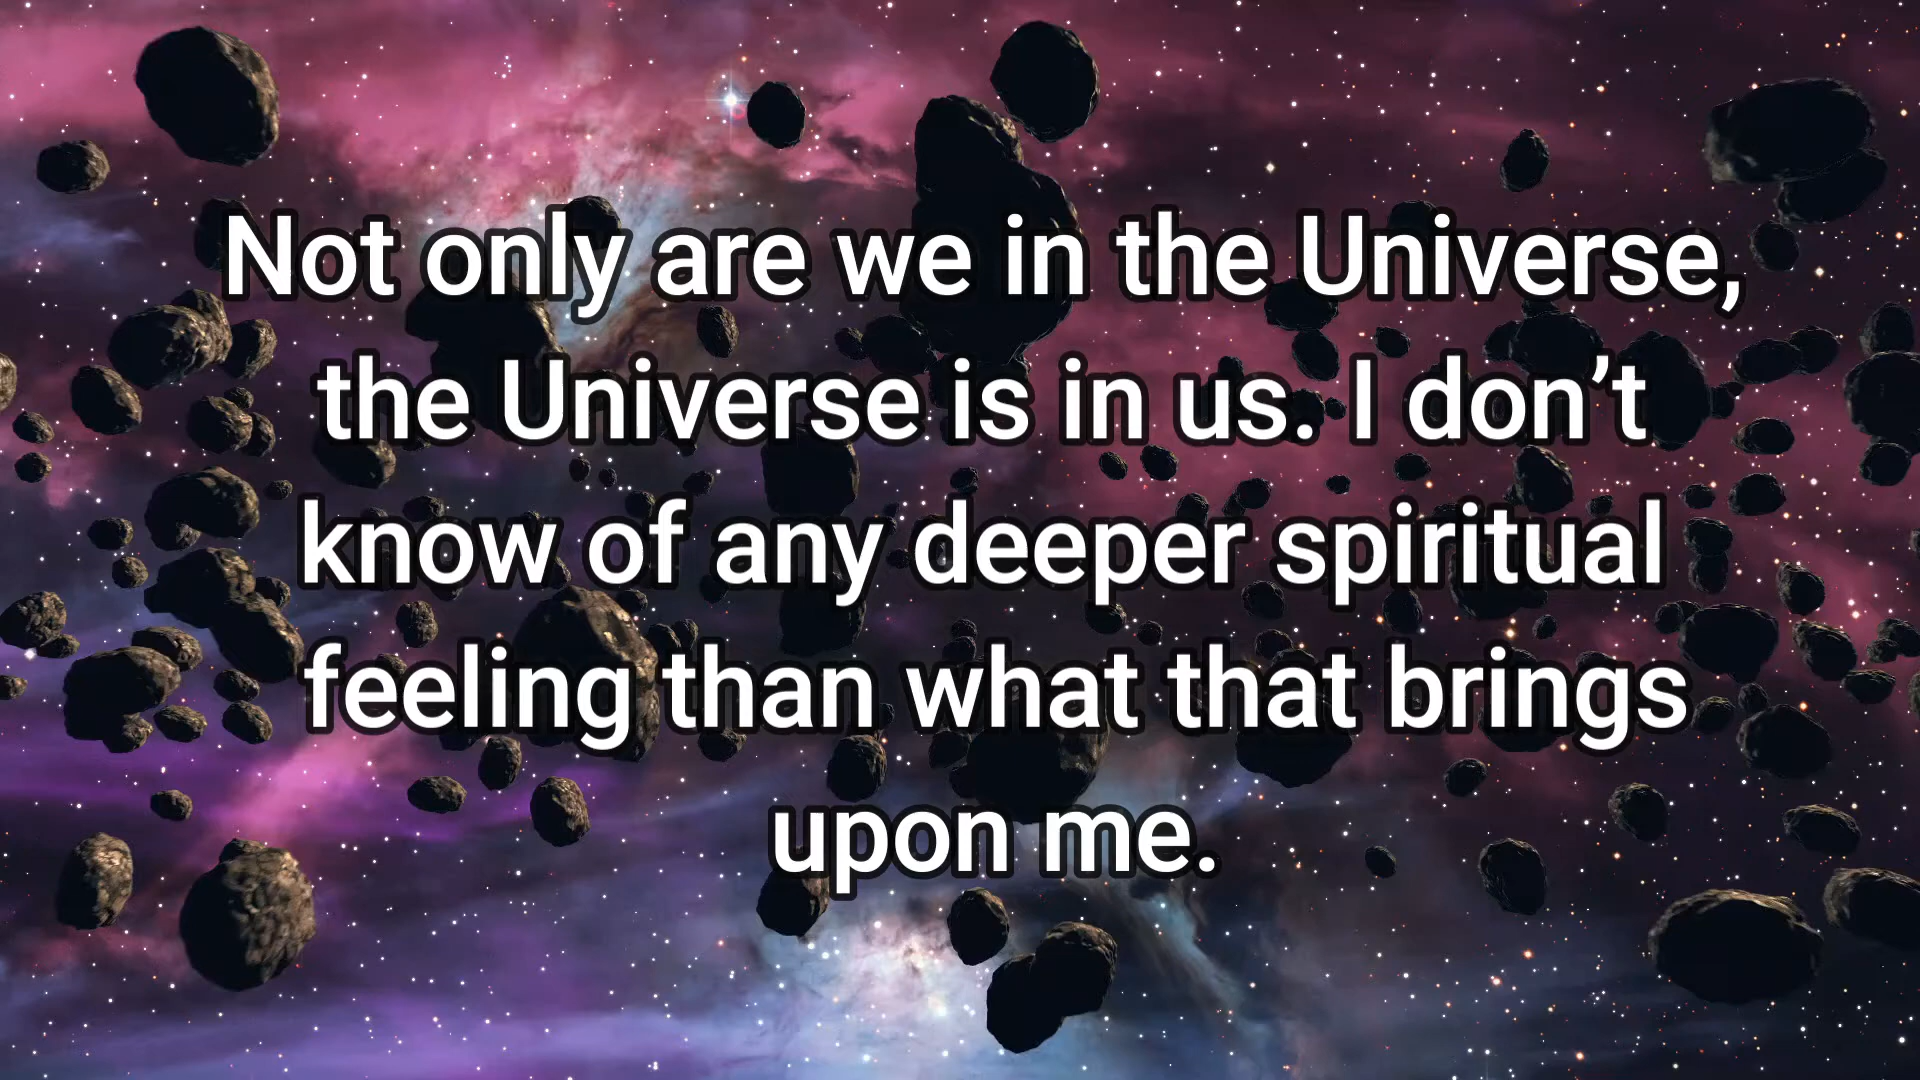 Not only are we in the Universe,
the Universe is in us. I don’t
know of any deeper spiritual
feeling than what that brings
upon me.